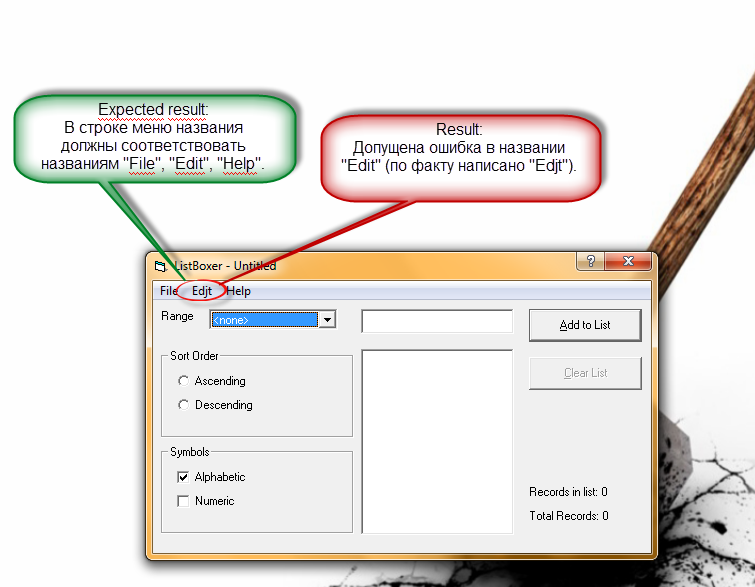 Expected result:
В строке меню названия
должны соответствовать
названиям "File", "Edit", "Help".
Result:
Допущена ошибка в названии
"Edit" (по факту написано "Edjt").
ListBoxer - Untitled
?
File Edjt Help
Range
<none>
Add to List
Sort Order
Ascending
Descending
Clear List
Symbols
Alphabetic
Numeric
Records in list: 0
Total Records: 0